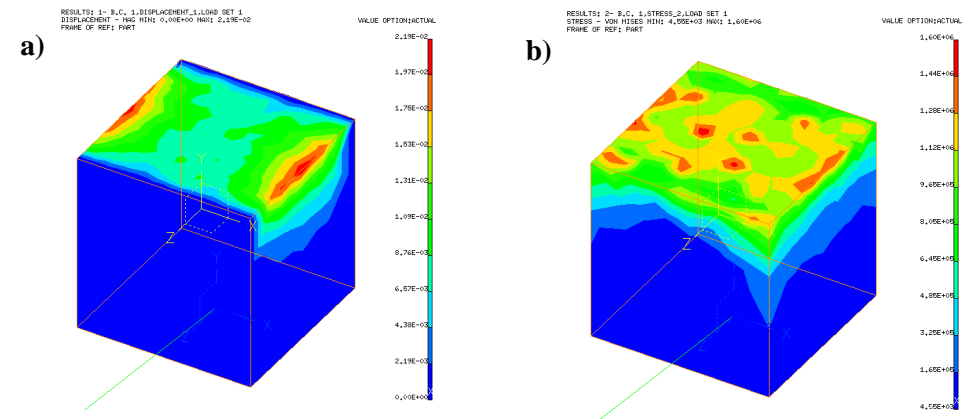 RESULTS: 1- B.C. 1,DISPLACEMENT_1,LOAD SET 1
DISPLACEMENT - MAG MIN: 0.00E+00 MAX: 2.19E-02
FRAME OF REF: PART
VALUE OPTION:ACTUAL
a)
2.19E-02
1.97E-02
1.75E-02
1.53E-02
1.31E-02
1.09E-02
8.76E-03
6.57E-03
4.38E-03
2.19E-03
0.00E+00
Y
X
Z
Y
X
Z
RESULTS: 2- B.C. 1,STRESS_2,LOAD SET 1
STRESS - VON MISES MIN: 4.55E+03 MAX: 1.60E+06
FRAME OF REF: PART
VALUE OPTION:ACTUAL
b)
1.60E+06
1.44E+06
1.28E+06
1.12E+06
9.65E+05
8.05E+05
6.45E+05
4.85E+05
3.25E+05
1.65E+05
4.55E+03
Z
X
Z